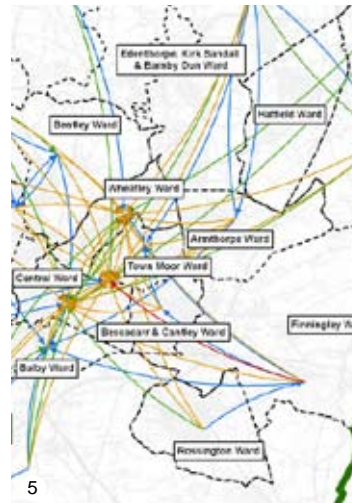 Edenthorpe, Kirk Sandall
& Barnby Dun Ward
Hatfield Ward
Bentley Ward
Wheatley Ward
Armthorpe Ward
Central Ward
Town Moor Ward
Finningley W
Bessacarr & Cantley Ward
Balby Ward
Rossington Ward
5